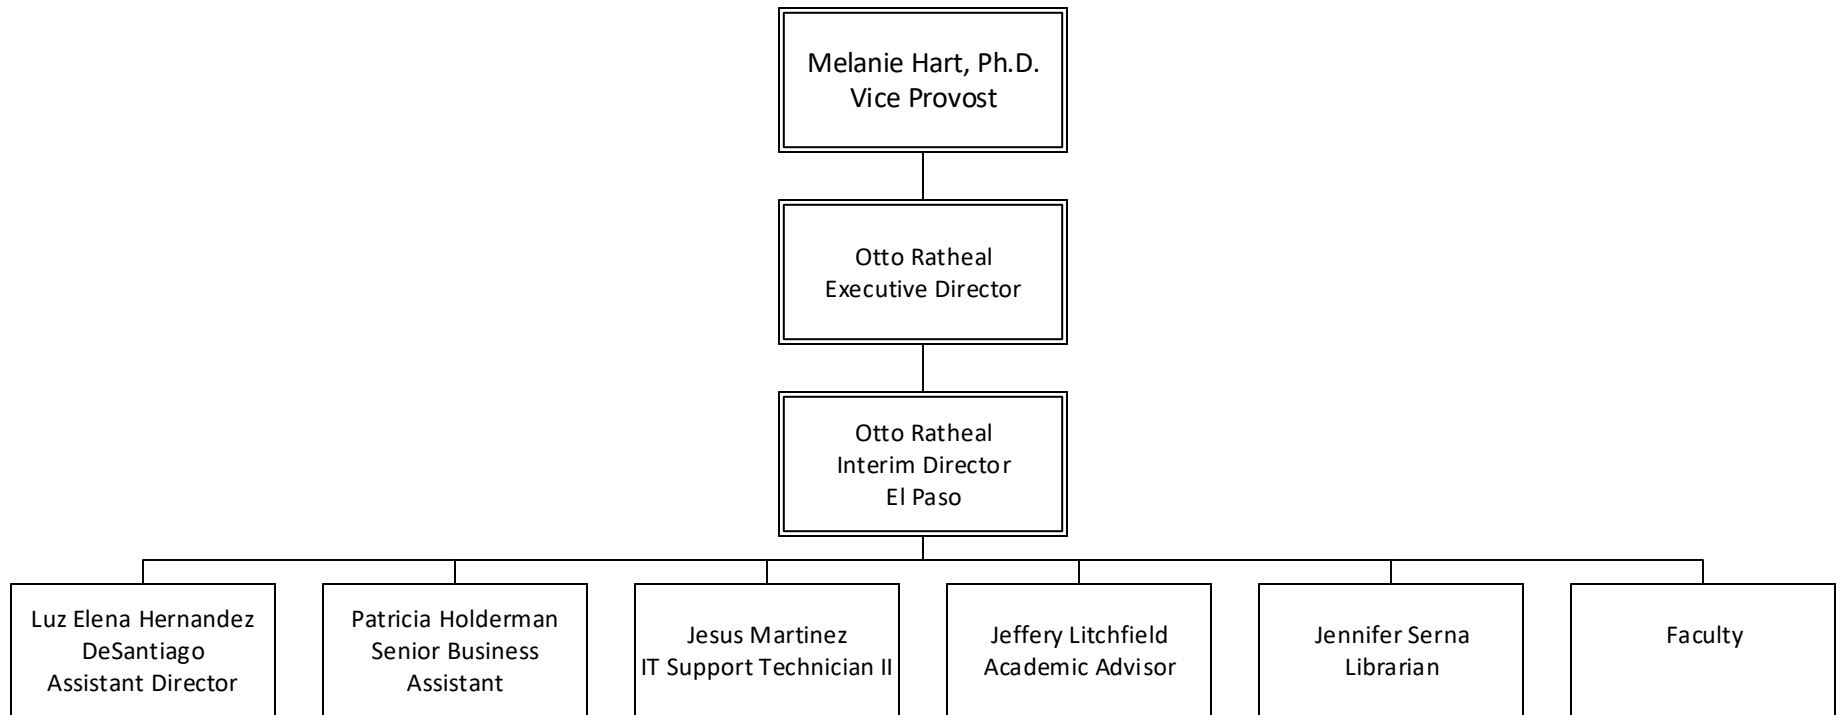 Melanie Hart, Ph.D.
Vice Provost
Otto Ratheal
Executive Director
Otto Ratheal
Interim Director
El Paso
Luz Elena Hernandez
DeSantiago
Assistant Director
Patricia Holderman
Senior Business
Assistant
Jesus Martinez
IT Support Technician II
Jeffery Litchfield
Academic Advisor
Jennifer Serna
Librarian
Faculty